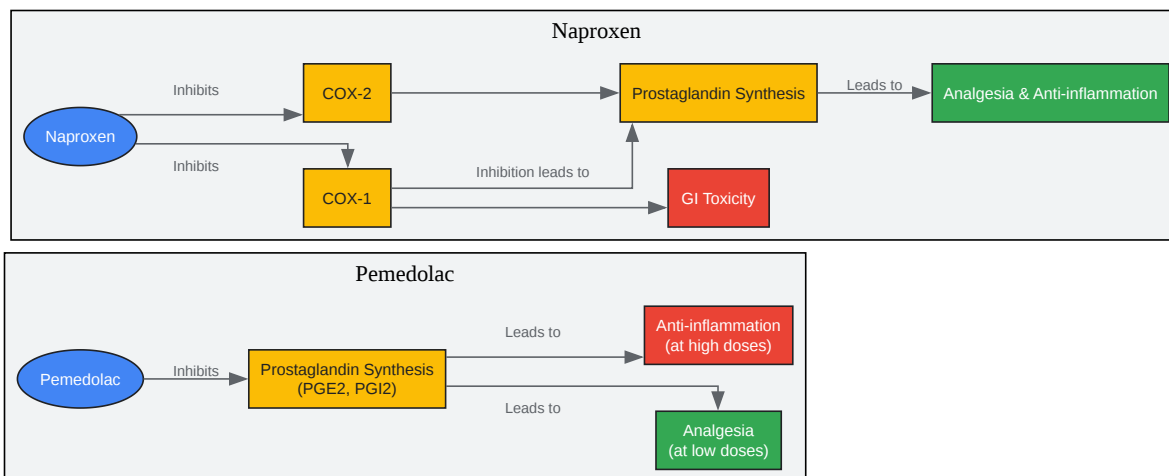 Naproxen
Inhibits
COX-2
Prostaglandin Synthesis
Leads to
Analgesia & Anti-inflammation
Naproxen
Inhibits
COX-1
Inhibition leads to
GI Toxicity
Pemedolac
Pemedolac
Inhibits
Prostaglandin Synthesis
(PGE2, PGI2)
Leads to
Anti-inflammation
(at high doses)
Leads to
Analgesia
(at low doses)